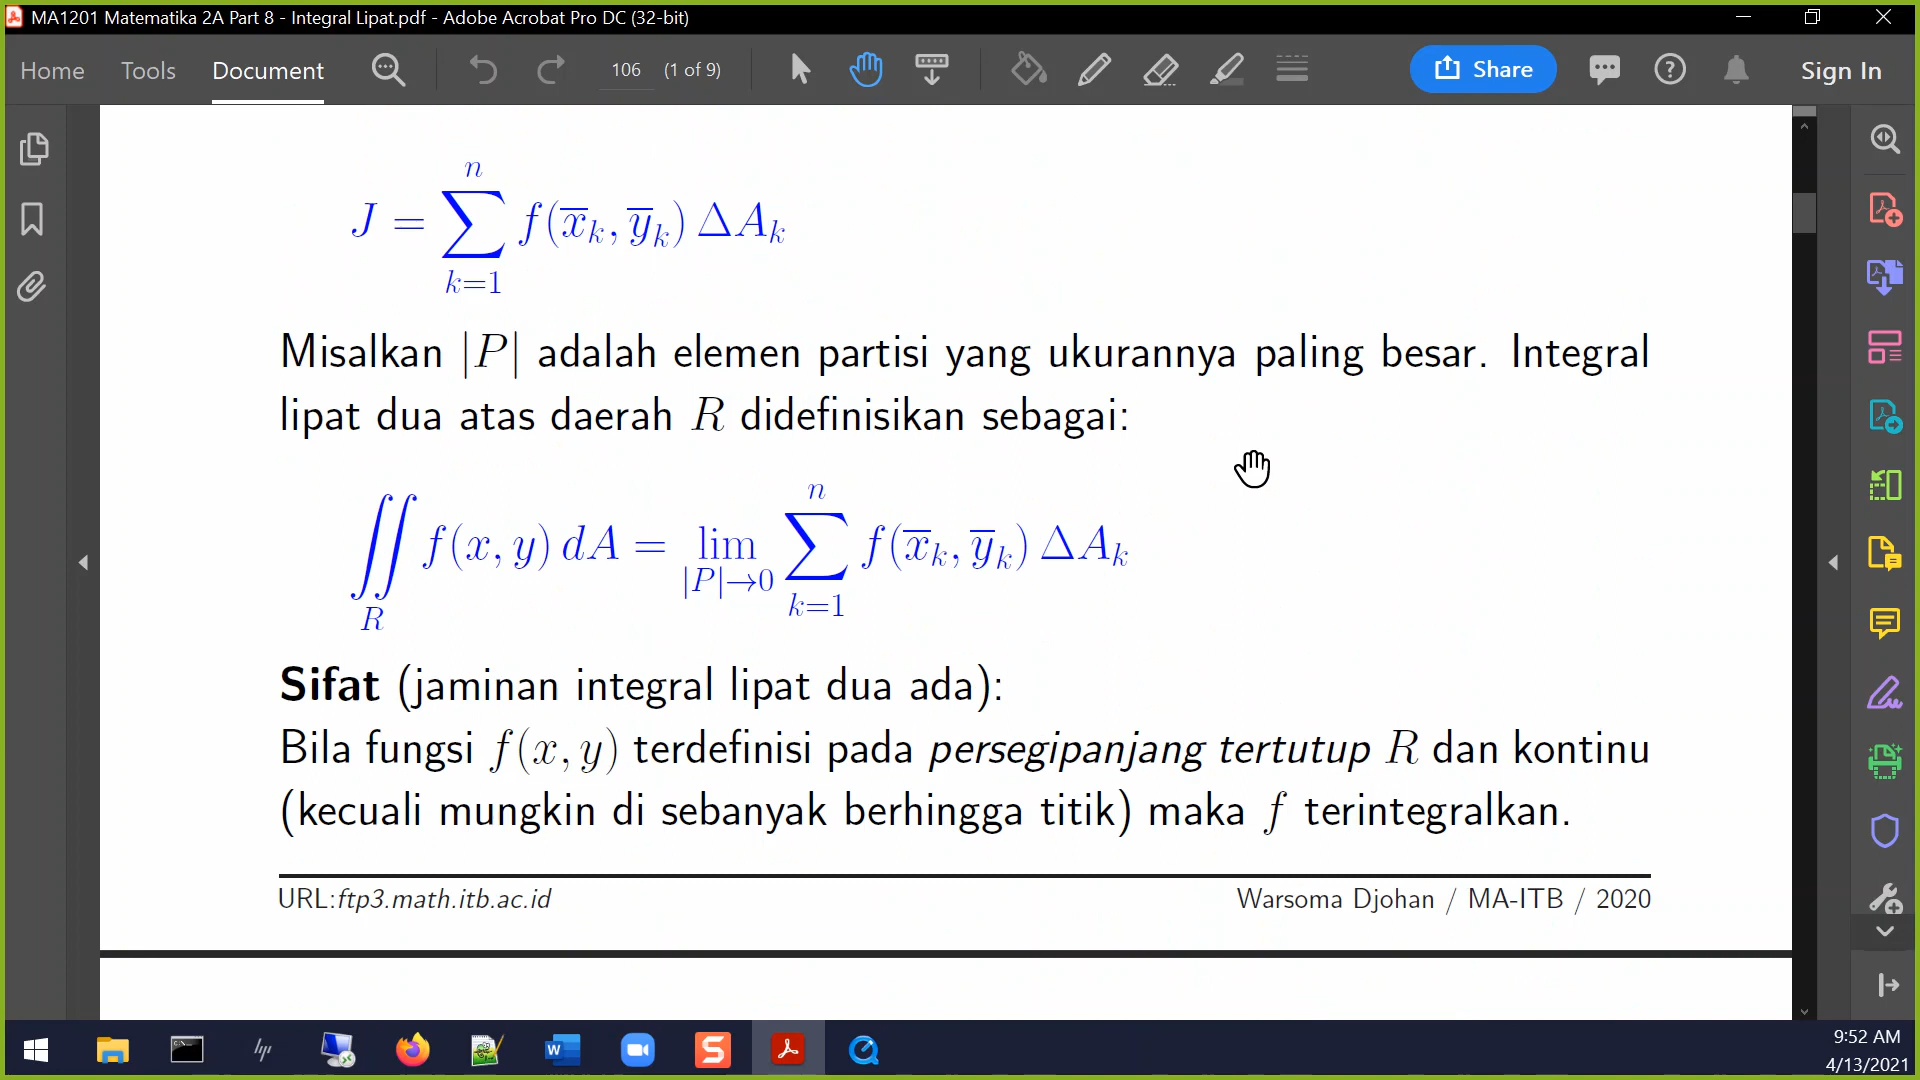 MA1201 Matematika 2A Part 8 - Integral Lipat.pdf - Adobe Acrobat Pro DC (32-bit)
Home Tools Document 106 (1 of 9) Share Sign In
J = ∑_{k=1}^{n} f(x̅_k, y̅_k) ΔA_k
Misalkan |P| adalah elemen partisi yang ukurannya paling besar. Integral
lipat dua atas daerah R didefinisikan sebagai:
∬_R f(x, y) dA = lim_{|P|→0} ∑_{k=1}^{n} f(x̅_k, y̅_k) ΔA_k
Sifat (jaminan integral lipat dua ada):
Bila fungsi f(x, y) terdefinisi pada persegipanjang tertutup R dan kontinu
(kecuali mungkin di sebanyak berhingga titik) maka f terintegralkan.
URL:ftp3.math.itb.ac.id Warsoma Djohan / MA-ITB / 2020
9:52 AM
4/13/2021